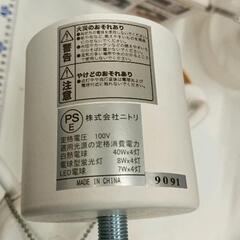 火災のおそれあり
警告
やけどのおそれあり
注意
PS
E
株式会社ニトリ
定格電圧 100V
適用光源の定格消費電力
白熱電球 40W×4灯
電球型蛍光灯 8W×4灯
LED電球 7W×4灯
MADE IN CHINA
9091